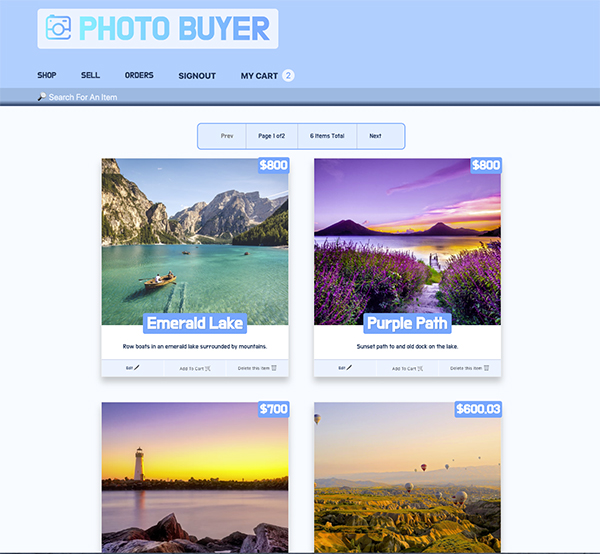 PHOTO BUYER
SHOP SELL ORDERS SIGNOUT MY CART 2
Search For An Item
Prev Page 1 of2 6 Items Total Next
$800 $800
Emerald Lake Purple Path
Row boats in an emerald lake surrounded by mountains. Sunset path to and old dock on the lake.
Edit Add To Cart Delete this item Edit Add To Cart Delete this item
$700 $600.03